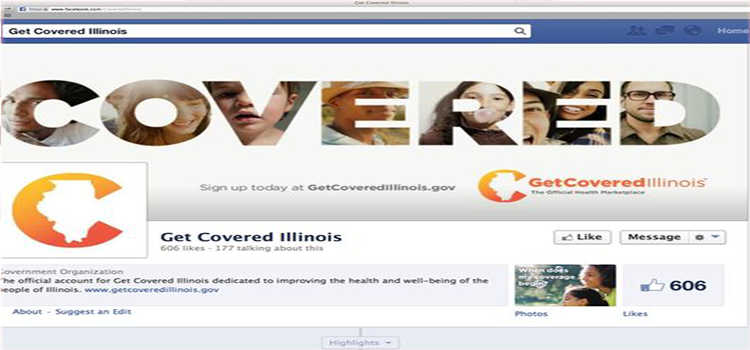 Get Covered Illinois
https www.facebook.com
Get Covered Illinois
Home
COVERED
Sign up today at GetCoveredIllinois.gov
GetCoveredIllinois™
The Official Health Marketplace
Get Covered Illinois
606 likes · 177 talking about this
Like
Message
Government Organization
The official account for Get Covered Illinois dedicated to improving the health and well-being of the
people of Illinois. www.getcoveredillinois.gov
About - Suggest an Edit
When does
my coverage
begin?
Photos
606
Likes
Highlights